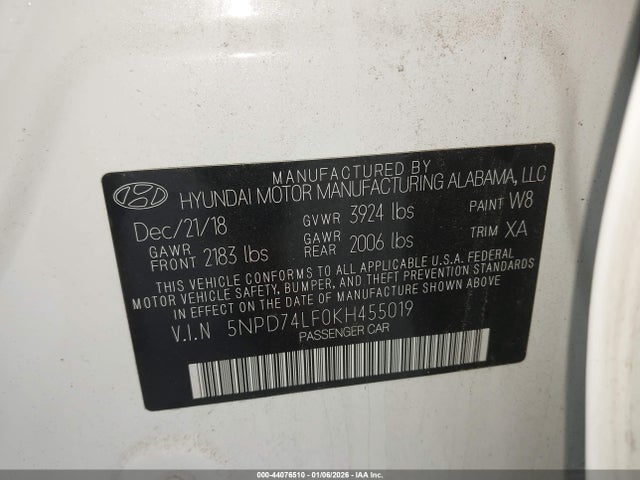 MANUFACTURED BY
HYUNDAI MOTOR MANUFACTURING ALABAMA, LLC
Dec/21/18 GVWR 3924 lbs PAINT W8
GAWR FRONT 2183 lbs GAWR REAR 2006 lbs TRIM XA
THIS VEHICLE CONFORMS TO ALL APPLICABLE U.S.A. FEDERAL
MOTOR VEHICLE SAFETY, BUMPER, AND THEFT PREVENTION STANDARDS
IN EFFECT ON THE DATE OF MANUFACTURE SHOWN ABOVE.
V.I.N 5NPD74LF0KH455019
PASSENGER CAR
000-44076510 | 01/06/2026 - IAA Inc.